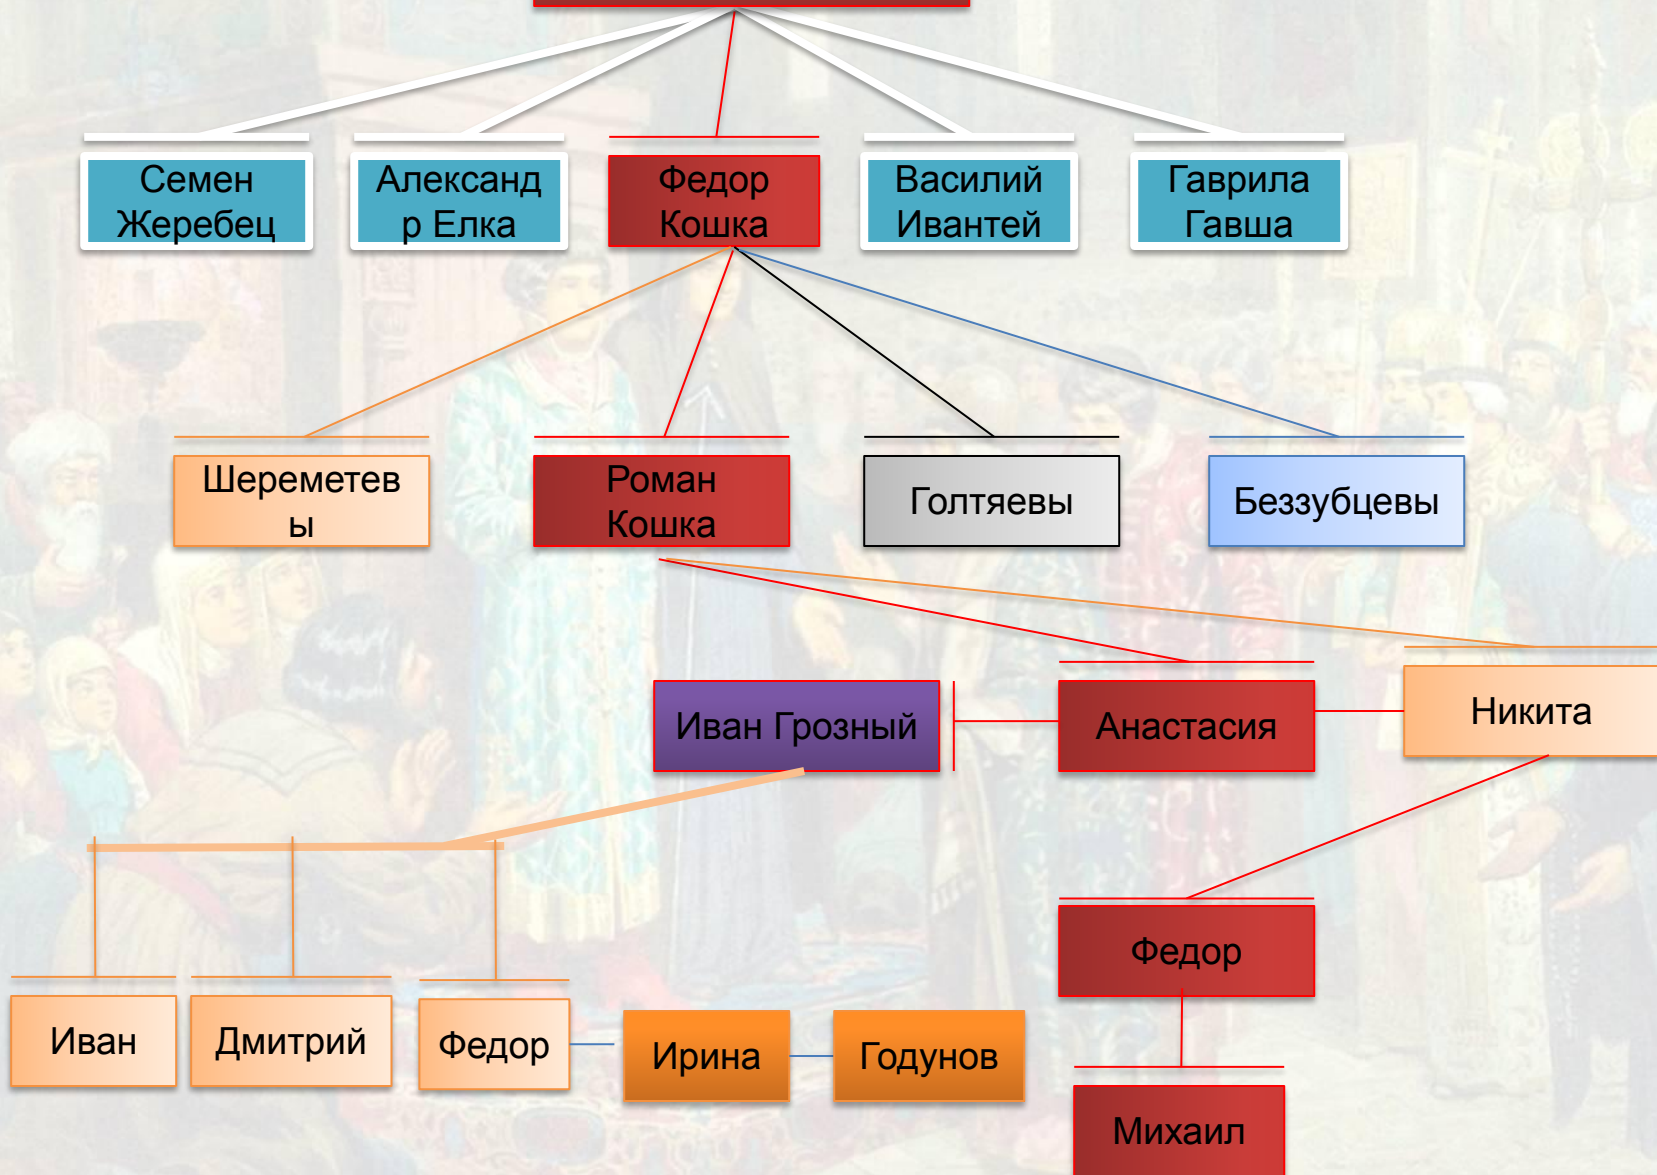 Семен
Жеребец
Александ
р Елка
Федор
Кошка
Василий
Ивантей
Гаврила
Гавша
Шереметев
ы
Роман
Кошка
Голтяевы
Беззубцевы
Иван Грозный
Анастасия
Никита
Федор
Иван
Дмитрий
Федор
Ирина
Годунов
Михаил